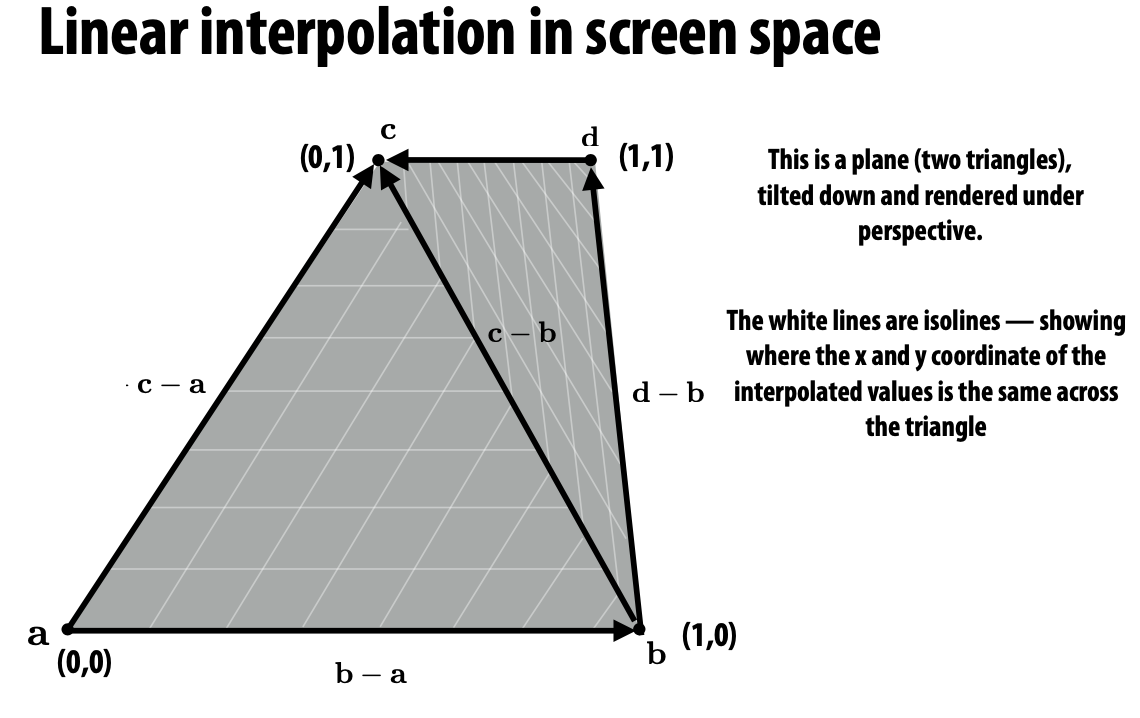 Linear interpolation in screen space
c
d
(0,1)
(1,1)
This is a plane (two triangles),
tilted down and rendered under
perspective.
c – b
The white lines are isolines — showing
where the x and y coordinate of the
interpolated values is the same across
the triangle
c – a
d – b
a
(0,0)
b
(1,0)
b – a